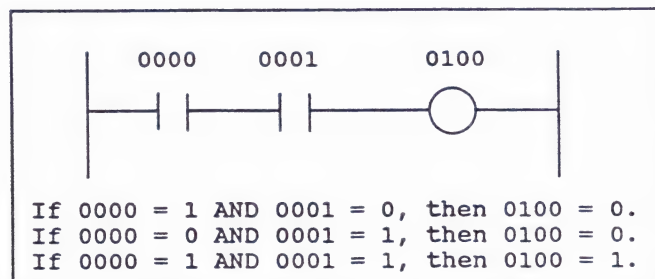 0000 0001 0100
If 0000 = 1 AND 0001 = 0, then 0100 = 0.
If 0000 = 0 AND 0001 = 1, then 0100 = 0.
If 0000 = 1 AND 0001 = 1, then 0100 = 1.